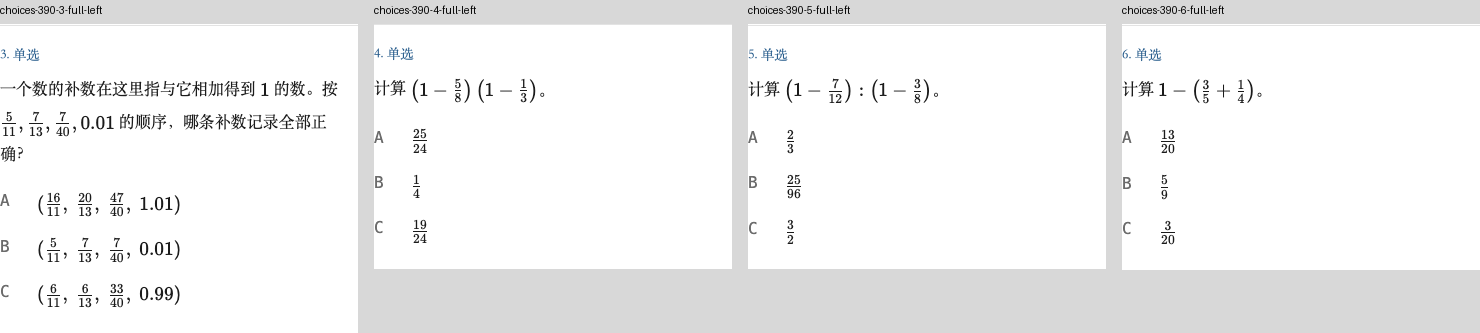 choices-390-3-full-left
3. 单选
一个数的补数在这里指与它相加得到 1 的数。按
5/11, 7/13, 7/40, 0.01 的顺序，哪条补数记录全部正
确?
A (16/11, 20/13, 47/40, 1.01)
B (5/11, 7/13, 7/40, 0.01)
C (6/11, 6/13, 33/40, 0.99)
choices-390-4-full-left
4. 单选
计算 (1 − 5/8) (1 − 1/3)。
A 25/24
B 1/4
C 19/24
choices-390-5-full-left
5. 单选
计算 (1 − 7/12) : (1 − 3/8)。
A 2/3
B 25/96
C 3/2
choices-390-6-full-left
6. 单选
计算 1 − (3/5 + 1/4)。
A 13/20
B 5/9
C 3/20